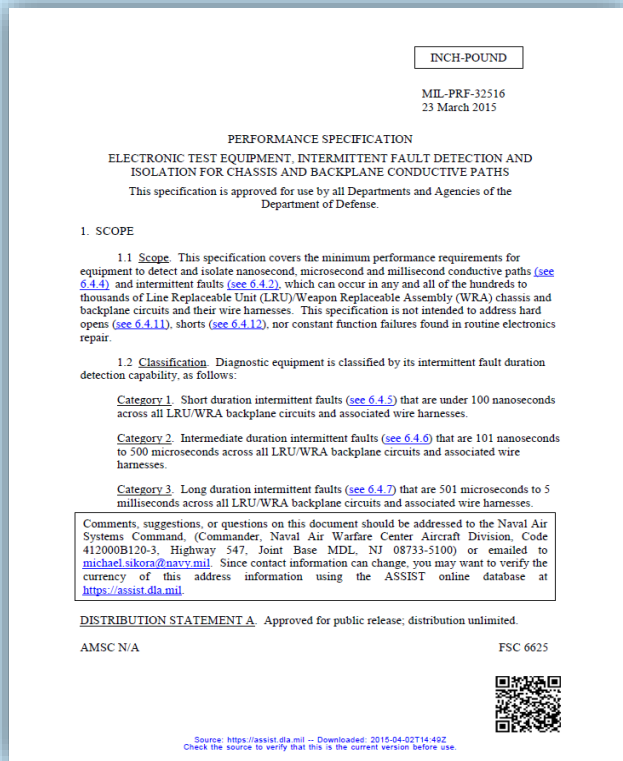 INCH-POUND
MIL-PRF-32516
23 March 2015
PERFORMANCE SPECIFICATION
ELECTRONIC TEST EQUIPMENT, INTERMITTENT FAULT DETECTION AND
ISOLATION FOR CHASSIS AND BACKPLANE CONDUCTIVE PATHS
This specification is approved for use by all Departments and Agencies of the
Department of Defense.
1. SCOPE
1.1 Scope. This specification covers the minimum performance requirements for
equipment to detect and isolate nanosecond, microsecond and millisecond conductive paths (see
6.4.4) and intermittent faults (see 6.4.2), which can occur in any and all of the hundreds to
thousands of Line Replaceable Unit (LRU)/Weapon Replaceable Assembly (WRA) chassis and
backplane circuits and their wire harnesses. This specification is not intended to address hard
opens (see 6.4.11), shorts (see 6.4.12), nor constant function failures found in routine electronics
repair.
1.2 Classification. Diagnostic equipment is classified by its intermittent fault duration
detection capability, as follows:
Category 1. Short duration intermittent faults (see 6.4.5) that are under 100 nanoseconds
across all LRU/WRA backplane circuits and associated wire harnesses.
Category 2. Intermediate duration intermittent faults (see 6.4.6) that are 101 nanoseconds
to 500 microseconds across all LRU/WRA backplane circuits and associated wire
harnesses.
Category 3. Long duration intermittent faults (see 6.4.7) that are 501 microseconds to 5
milliseconds across all LRU/WRA backplane circuits and associated wire harnesses.
Comments, suggestions, or questions on this document should be addressed to the Naval Air
Systems Command, (Commander, Naval Air Warfare Center Aircraft Division, Code
412000B120-3, Highway 547, Joint Base MDL, NJ 08733-5100) or emailed to
michael.sikora@navy.mil. Since contact information can change, you may want to verify the
currency of this address information using the ASSIST online database at
https://assist.dla.mil.
DISTRIBUTION STATEMENT A. Approved for public release; distribution unlimited.
AMSC N/A FSC 6625
Source: https://assist.dla.mil -- Downloaded: 2015-04-02T14:49Z
Check the source to verify that this is the current version before use.